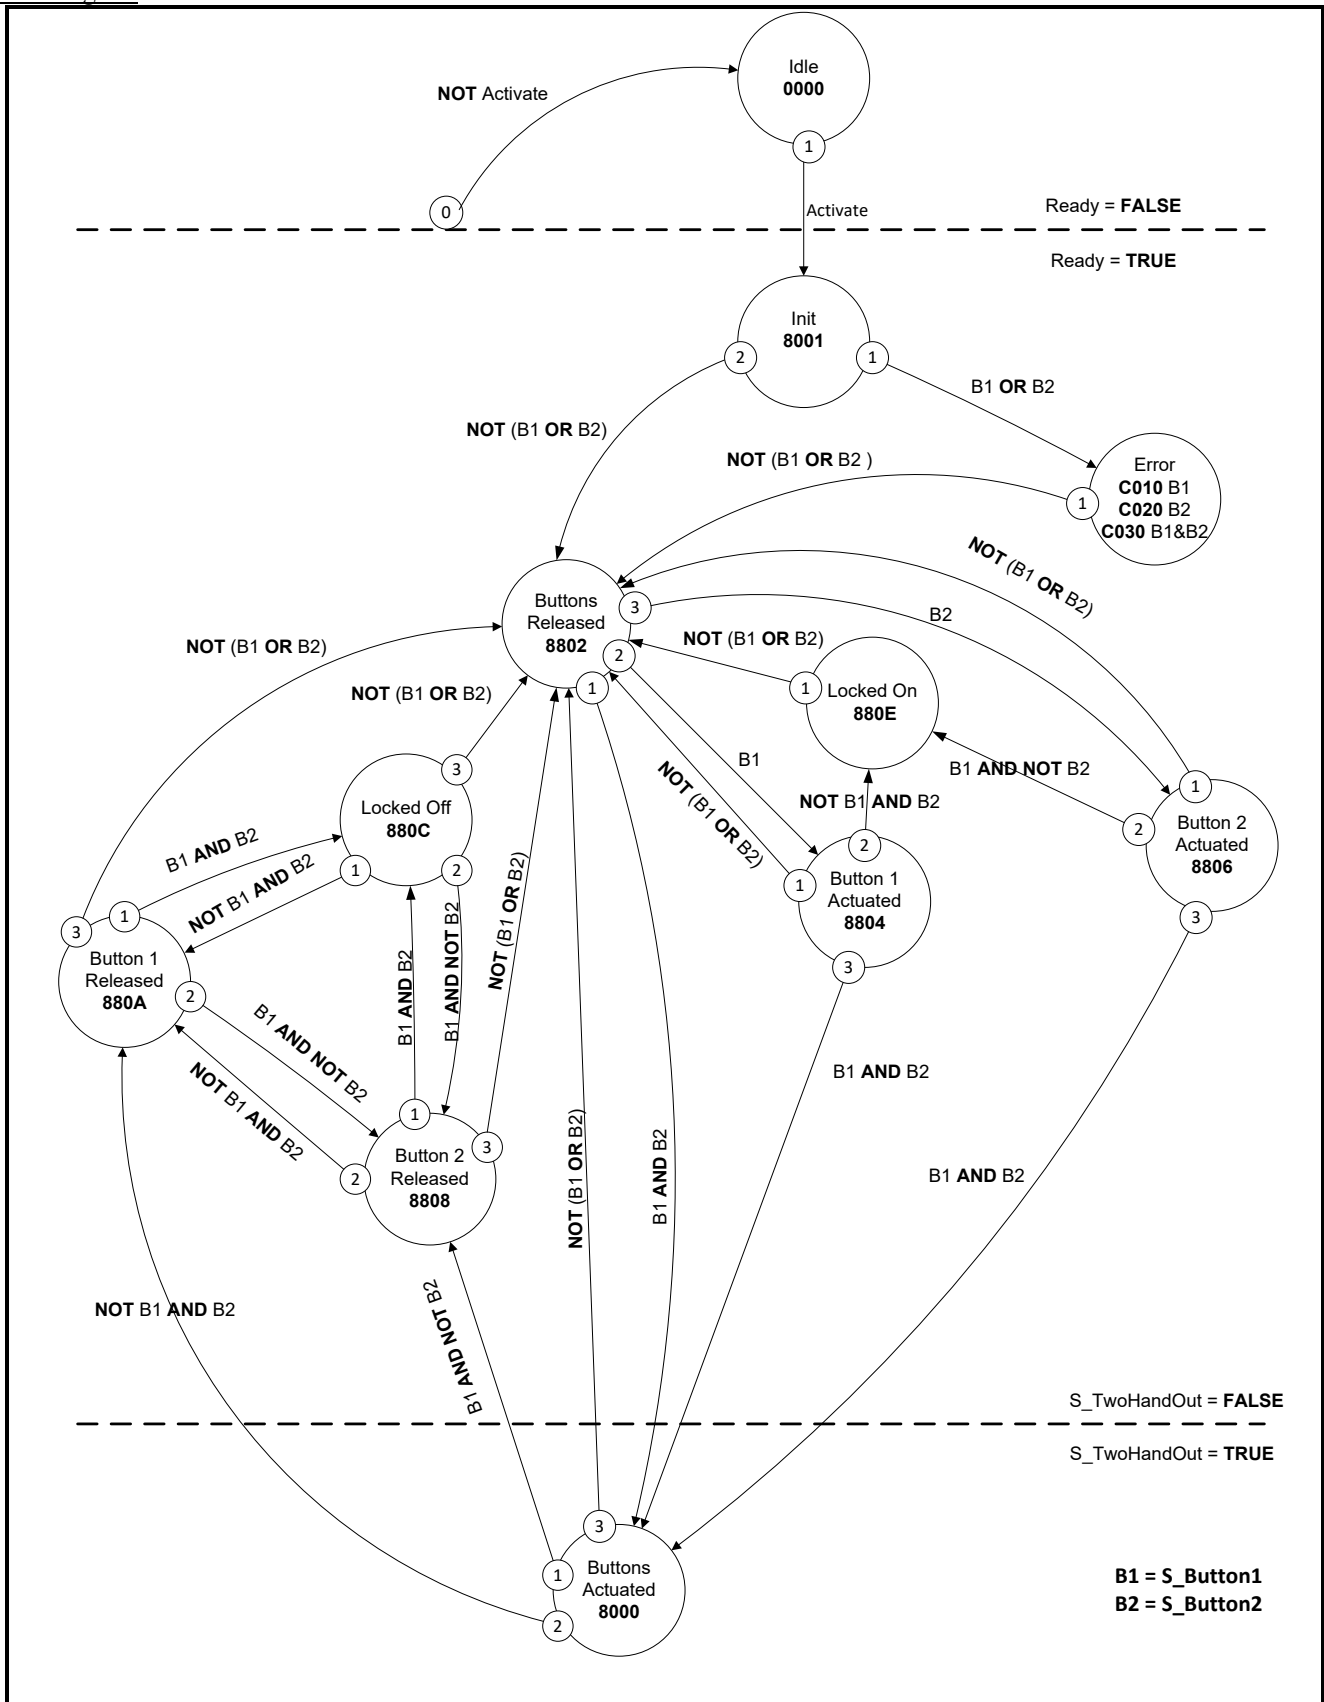 Idle
0000
1
NOT Activate
0
Activate
Ready = FALSE
Ready = TRUE
Init
8001
2
1
B1 OR B2
NOT (B1 OR B2)
NOT (B1 OR B2 )
Error
C010 B1
C020 B2
C030 B1&B2
1
NOT (B1 OR B2)
Buttons
Released
8802
3
2
1
B2
NOT (B1 OR B2)
NOT (B1 OR B2)
NOT (B1 OR B2)
1
Locked On
880E
B1
NOT (B1 OR B2)
B1 AND NOT B2
NOT B1 AND B2
3
Locked Off
880C
1
2
B1 AND B2
NOT B1 AND B2
1
2
Button 2
Actuated
8806
3
2
1
Button 1
Actuated
8804
3
3
1
Button 1
Released
880A
2
B1 AND B2
B1 AND NOT B2
NOT (B1 OR B2)
B1 AND NOT B2
NOT B1 AND B2
B1 AND B2
1
3
2
Button 2
Released
8808
NOT (B1 OR B2)
B1 AND B2
B1 AND B2
NOT B1 AND B2
B1 AND NOT B2
S_TwoHandOut = FALSE
S_TwoHandOut = TRUE
3
1
2
Buttons
Actuated
8000
B1 = S_Button1
B2 = S_Button2